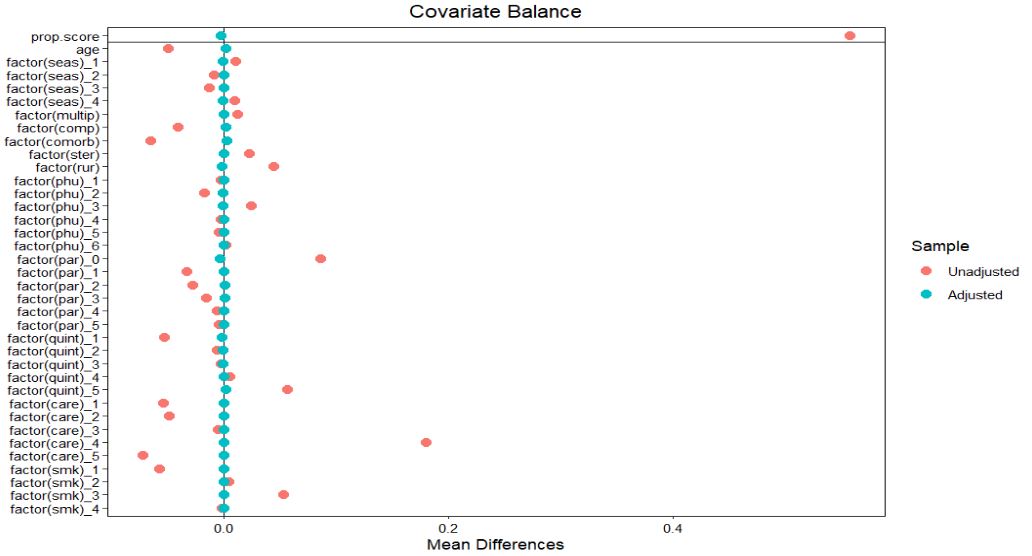 Covariate Balance
prop.score
age
factor(seas)_1
factor(seas)_2
factor(seas)_3
factor(seas)_4
factor(multip)
factor(comp)
factor(comorb)
factor(ster)
factor(rur)
factor(phu)_1
factor(phu)_2
factor(phu)_3
factor(phu)_4
factor(phu)_5
factor(phu)_6
factor(par)_0
factor(par)_1
factor(par)_2
factor(par)_3
factor(par)_4
factor(par)_5
factor(quint)_1
factor(quint)_2
factor(quint)_3
factor(quint)_4
factor(quint)_5
factor(care)_1
factor(care)_2
factor(care)_3
factor(care)_4
factor(care)_5
factor(smk)_1
factor(smk)_2
factor(smk)_3
factor(smk)_4
0.0 0.2 0.4
Mean Differences
Sample
Unadjusted
Adjusted